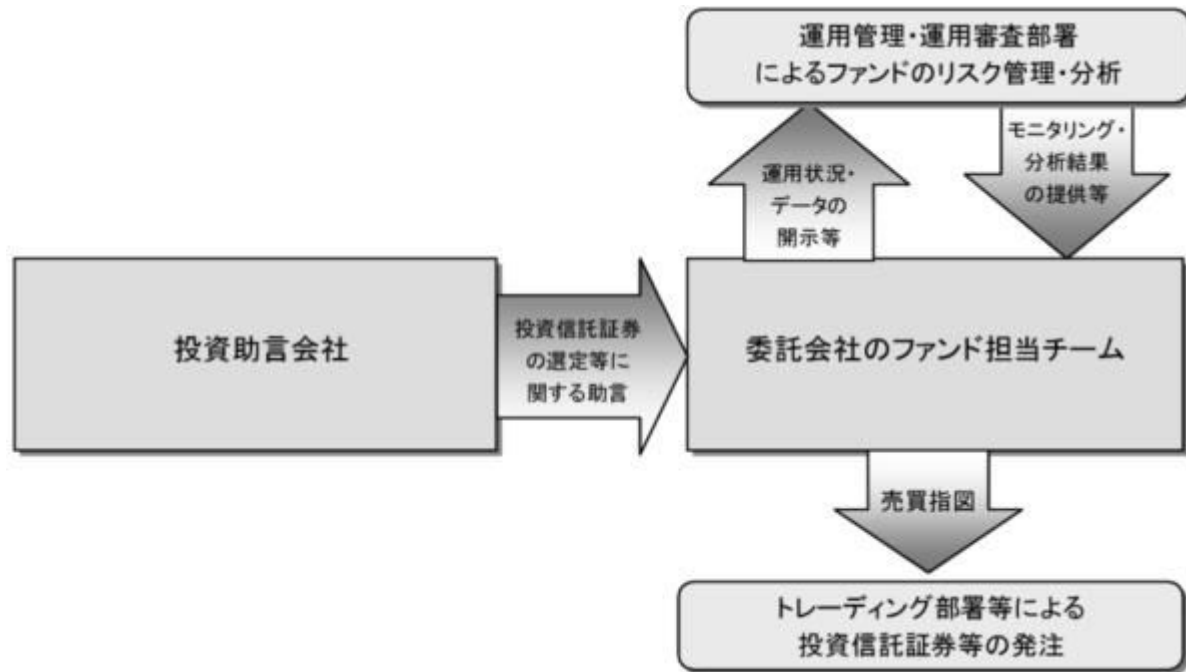 運用管理・運用審査部署
によるファンドのリスク管理・分析
運用状況・
データの
開示等
モニタリング・
分析結果
の提供等
投資助言会社
投資信託証券
の選定等に
関する助言
委託会社のファンド担当チーム
売買指図
トレーディング部署等による
投資信託証券等の発注